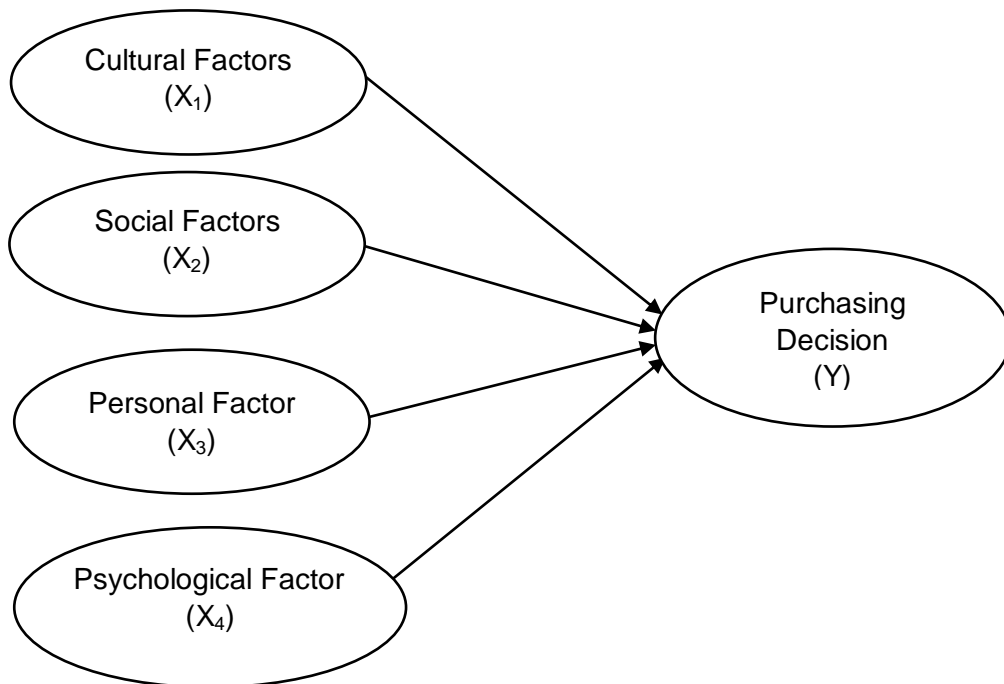 Cultural Factors
(X₁)
Social Factors
(X₂)
Personal Factor
(X₃)
Psychological Factor
(X₄)
Purchasing
Decision
(Y)